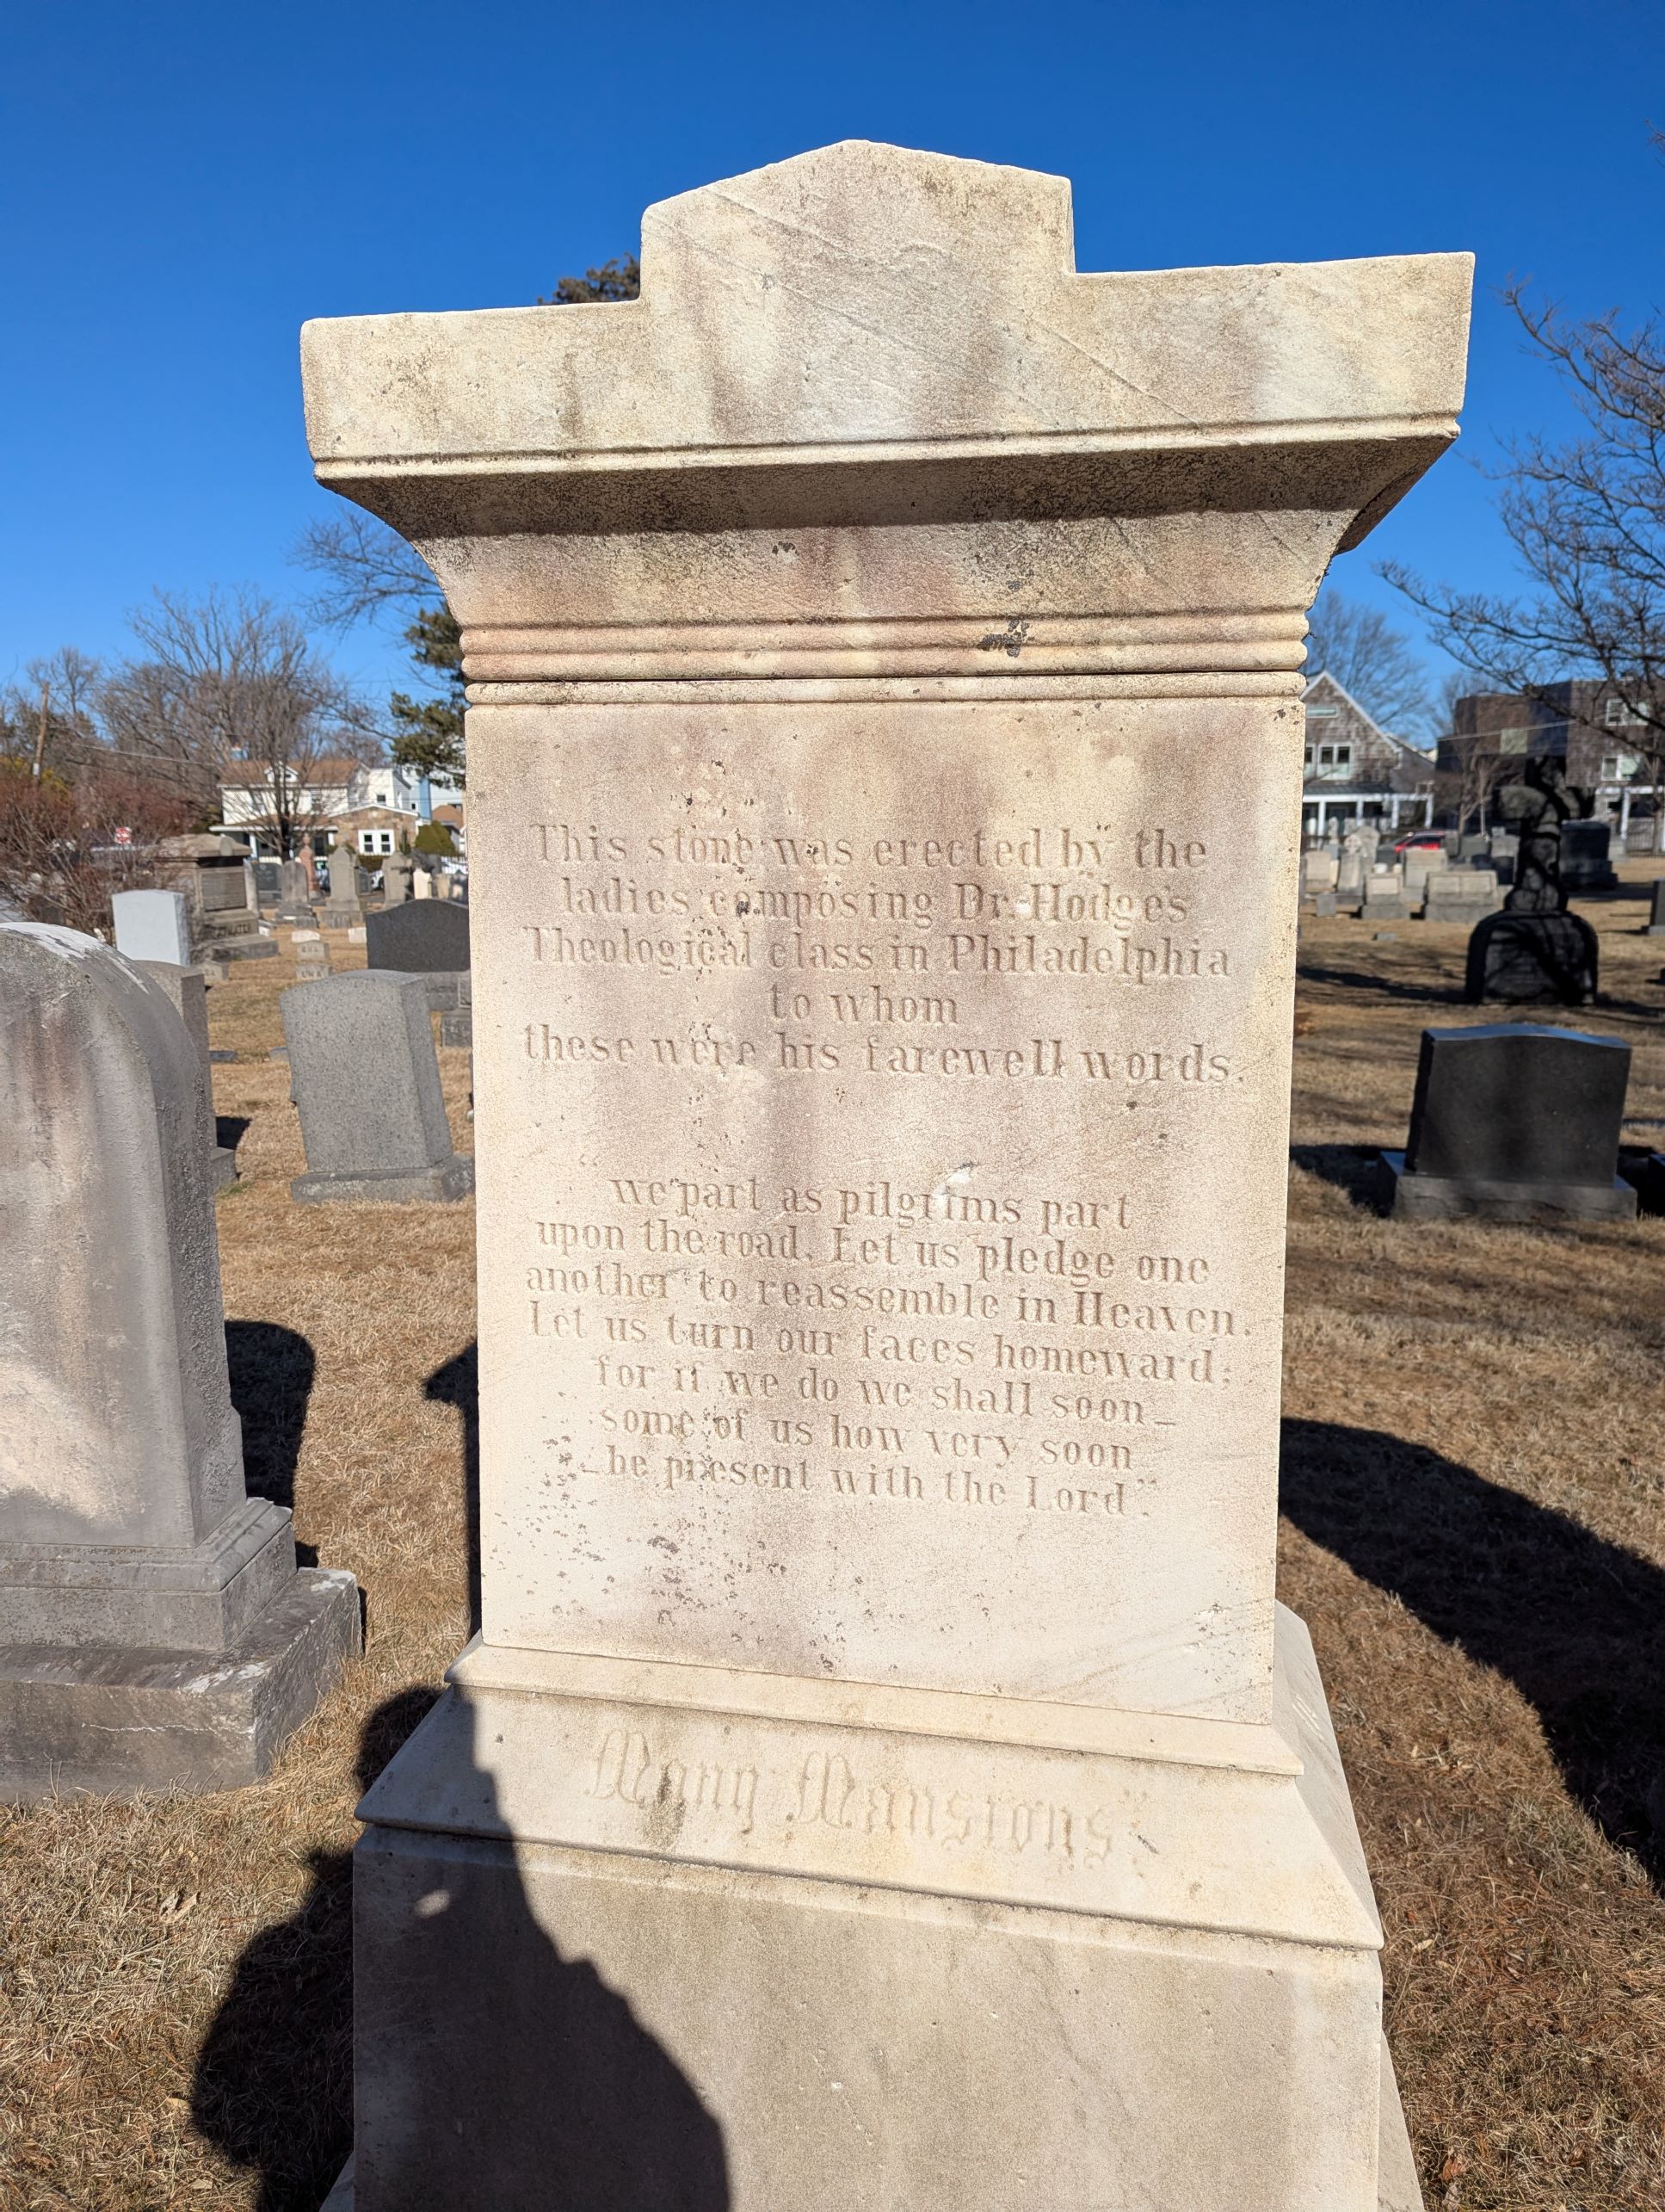 This stone was erected by the
ladies composing Dr. Hodge's
Theological class in Philadelphia
to whom
these were his farewell words.
"we part as pilgrims part
upon the road. Let us pledge one
another to reassemble in Heaven.
Let us turn our faces homeward;
for if we do we shall soon—
some of us how very soon
—be present with the Lord".
Many Mansions"